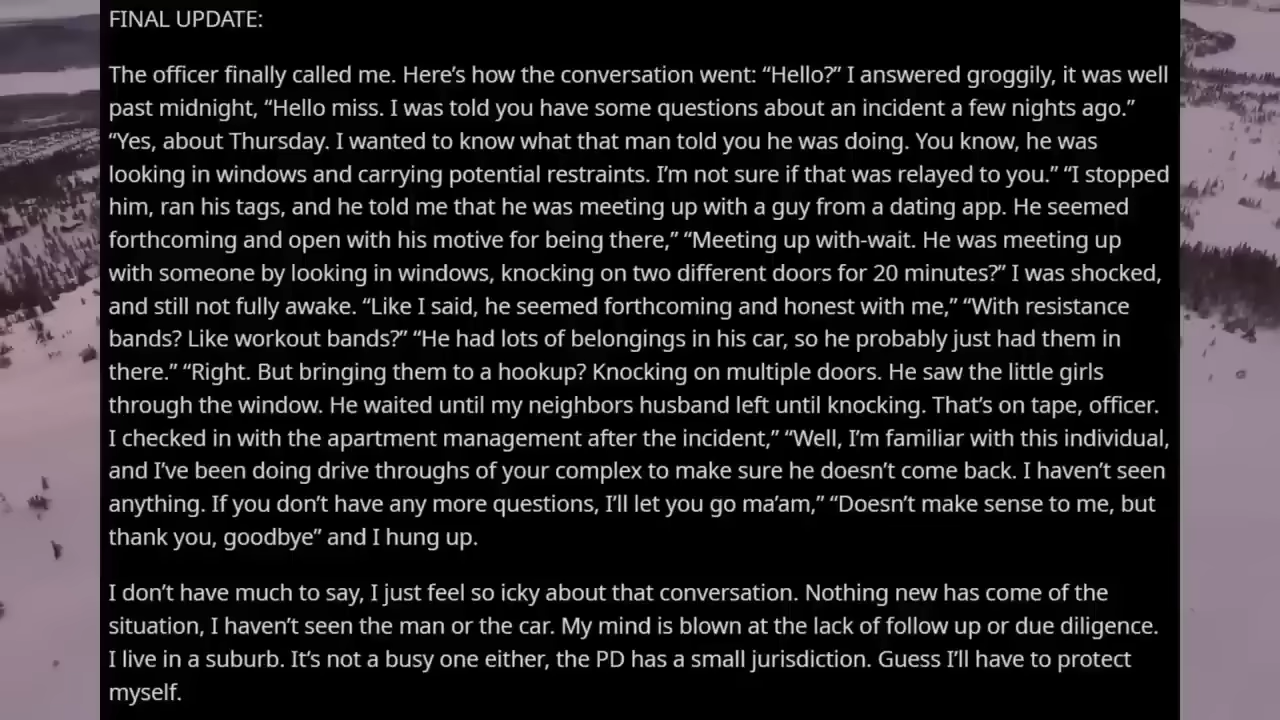 FINAL UPDATE:
The officer finally called me. Here’s how the conversation went: “Hello?” I answered groggily, it was well
past midnight, “Hello miss. I was told you have some questions about an incident a few nights ago.”
“Yes, about Thursday. I wanted to know what that man told you he was doing. You know, he was
looking in windows and carrying potential restraints. I’m not sure if that was relayed to you.” “I stopped
him, ran his tags, and he told me that he was meeting up with a guy from a dating app. He seemed
forthcoming and open with his motive for being there,” “Meeting up with-wait. He was meeting up
with someone by looking in windows, knocking on two different doors for 20 minutes?” I was shocked,
and still not fully awake. “Like I said, he seemed forthcoming and honest with me,” “With resistance
bands? Like workout bands?” “He had lots of belongings in his car, so he probably just had them in
there.” “Right. But bringing them to a hookup? Knocking on multiple doors. He saw the little girls
through the window. He waited until my neighbors husband left until knocking. That’s on tape, officer.
I checked in with the apartment management after the incident,” “Well, I’m familiar with this individual,
and I’ve been doing drive throughs of your complex to make sure he doesn’t come back. I haven’t seen
anything. If you don’t have any more questions, I’ll let you go ma’am,” “Doesn’t make sense to me, but
thank you, goodbye” and I hung up.
I don’t have much to say, I just feel so icky about that conversation. Nothing new has come of the
situation, I haven’t seen the man or the car. My mind is blown at the lack of follow up or due diligence.
I live in a suburb. It’s not a busy one either, the PD has a small jurisdiction. Guess I’ll have to protect
myself.